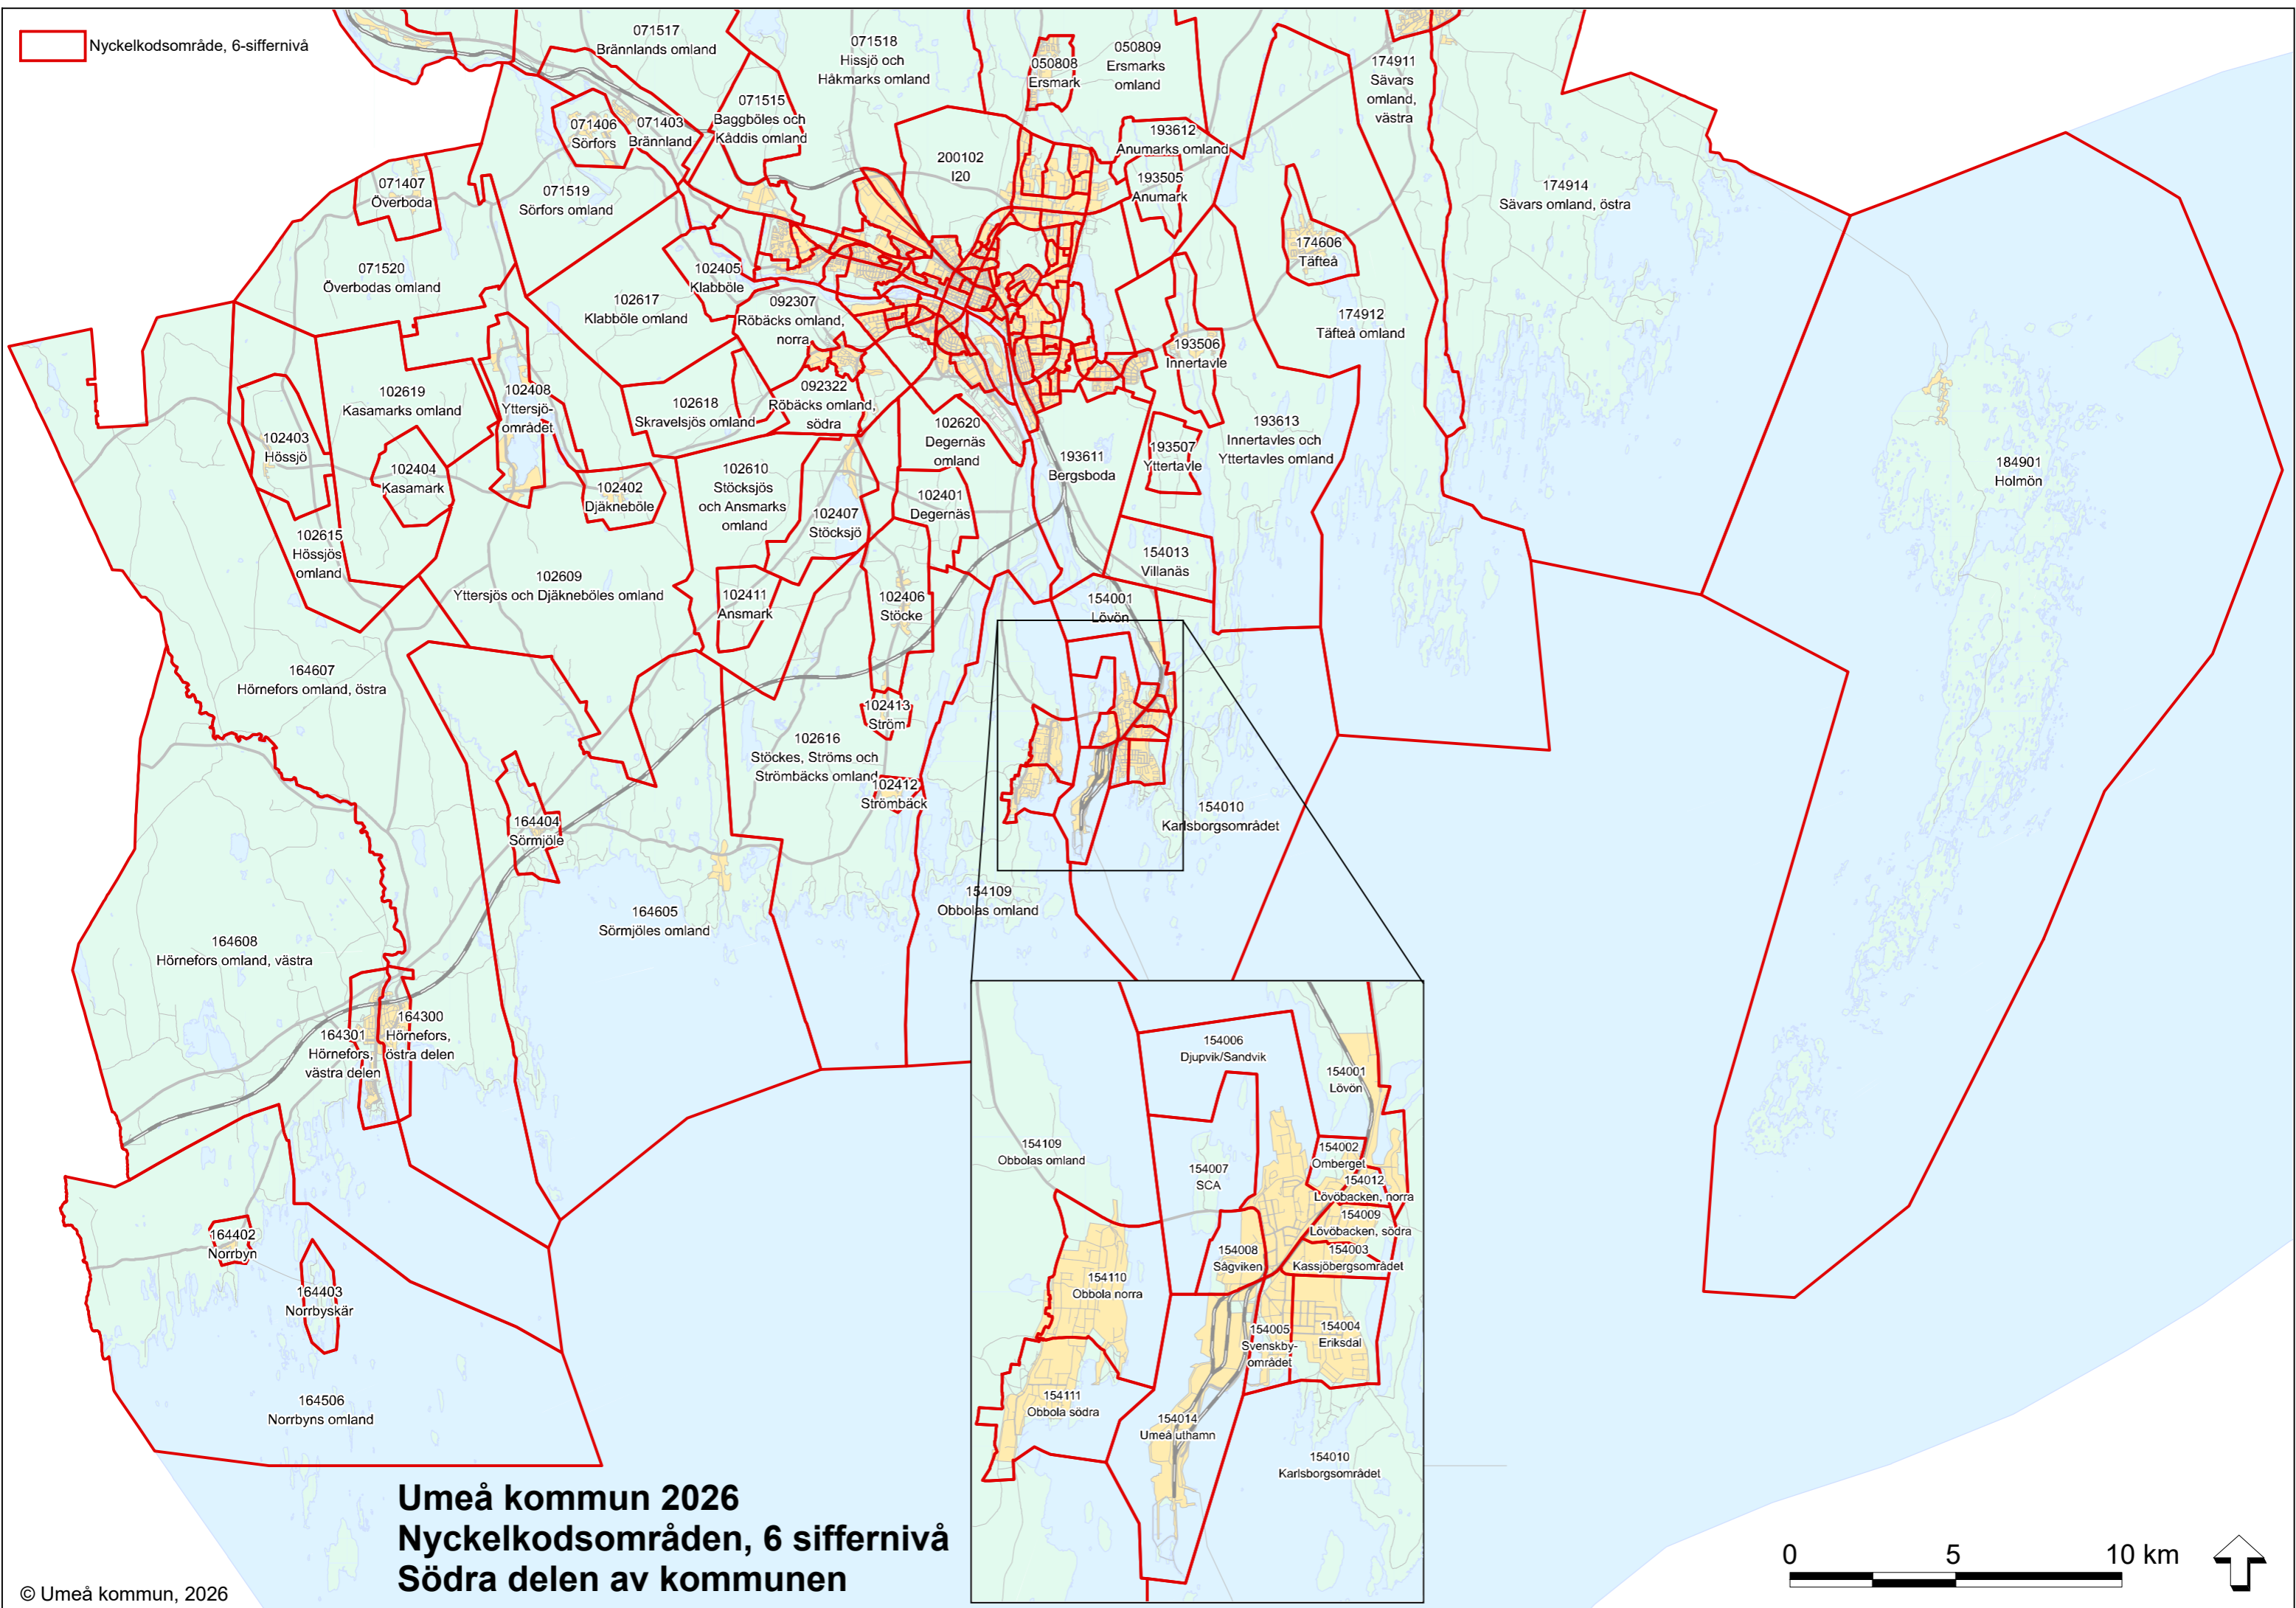 Nyckelkodsområde, 6-siffernivå
071517
Brännlands omland
071518
Hissjö och
Håkmarks omland
050808
Ersmark
050809
Ersmarks
omland
174911
Sävars
omland,
västra
071406
Sörfors
071403
Brännland
071515
Baggböles och
Kåddis omland
193612
Anumarks omland
200102
I20
193505
Anumark
174914
Sävars omland, östra
071407
Överboda
071519
Sörfors omland
174606
Täfteå
071520
Överbodas omland
102405
Klabböle
102617
Klabböle omland
092307
Röbäcks omland,
norra
174912
Täfteå omland
193506
Innertavle
102619
Kasamarks omland
102408
Yttersjö-
området
102618
Skravelsjös omland
092322
Röbäcks omland,
södra
102620
Degernäs
omland
193613
Innertavles och
Yttertavles omland
102403
Hössjö
102404
Kasamark
193507
Yttertavle
193611
Bergsboda
184901
Holmön
102402
Djäkneböle
102610
Stöcksjös
och Ansmarks
omland
102407
Stöcksjö
102401
Degernäs
102615
Hössjös
omland
154013
Villanäs
102609
Yttersjös och Djäkneböles omland
102411
Ansmark
102406
Stöcke
154001
Lövön
164607
Hörnefors omland, östra
102413
Ström
102616
Stöckes, Ströms och
Strömbäcks omland
102412
Strömbäck
154010
Karlsborgsområdet
164404
Sörmjöle
154109
Obbolas omland
164605
Sörmjöles omland
164608
Hörnefors omland, västra
164300
Hörnefors,
östra delen
164301
Hörnefors,
västra delen
154006
Djupvik/Sandvik
154001
Lövön
154109
Obbolas omland
154002
Omberget
154007
SCA
154012
Lövöbacken, norra
154009
Lövöbacken, södra
154008
Sågviken
154003
Kassjöbergsområdet
164402
Norrbyn
164403
Norrbyskär
154110
Obbola norra
154005
Svenskby-
området
154004
Eriksdal
154111
Obbola södra
154014
Umeå uthamn
154010
Karlsborgsområdet
164506
Norrbyns omland
Umeå kommun 2026
Nyckelkodsområden, 6 siffernivå
Södra delen av kommunen
0 5 10 km
© Umeå kommun, 2026